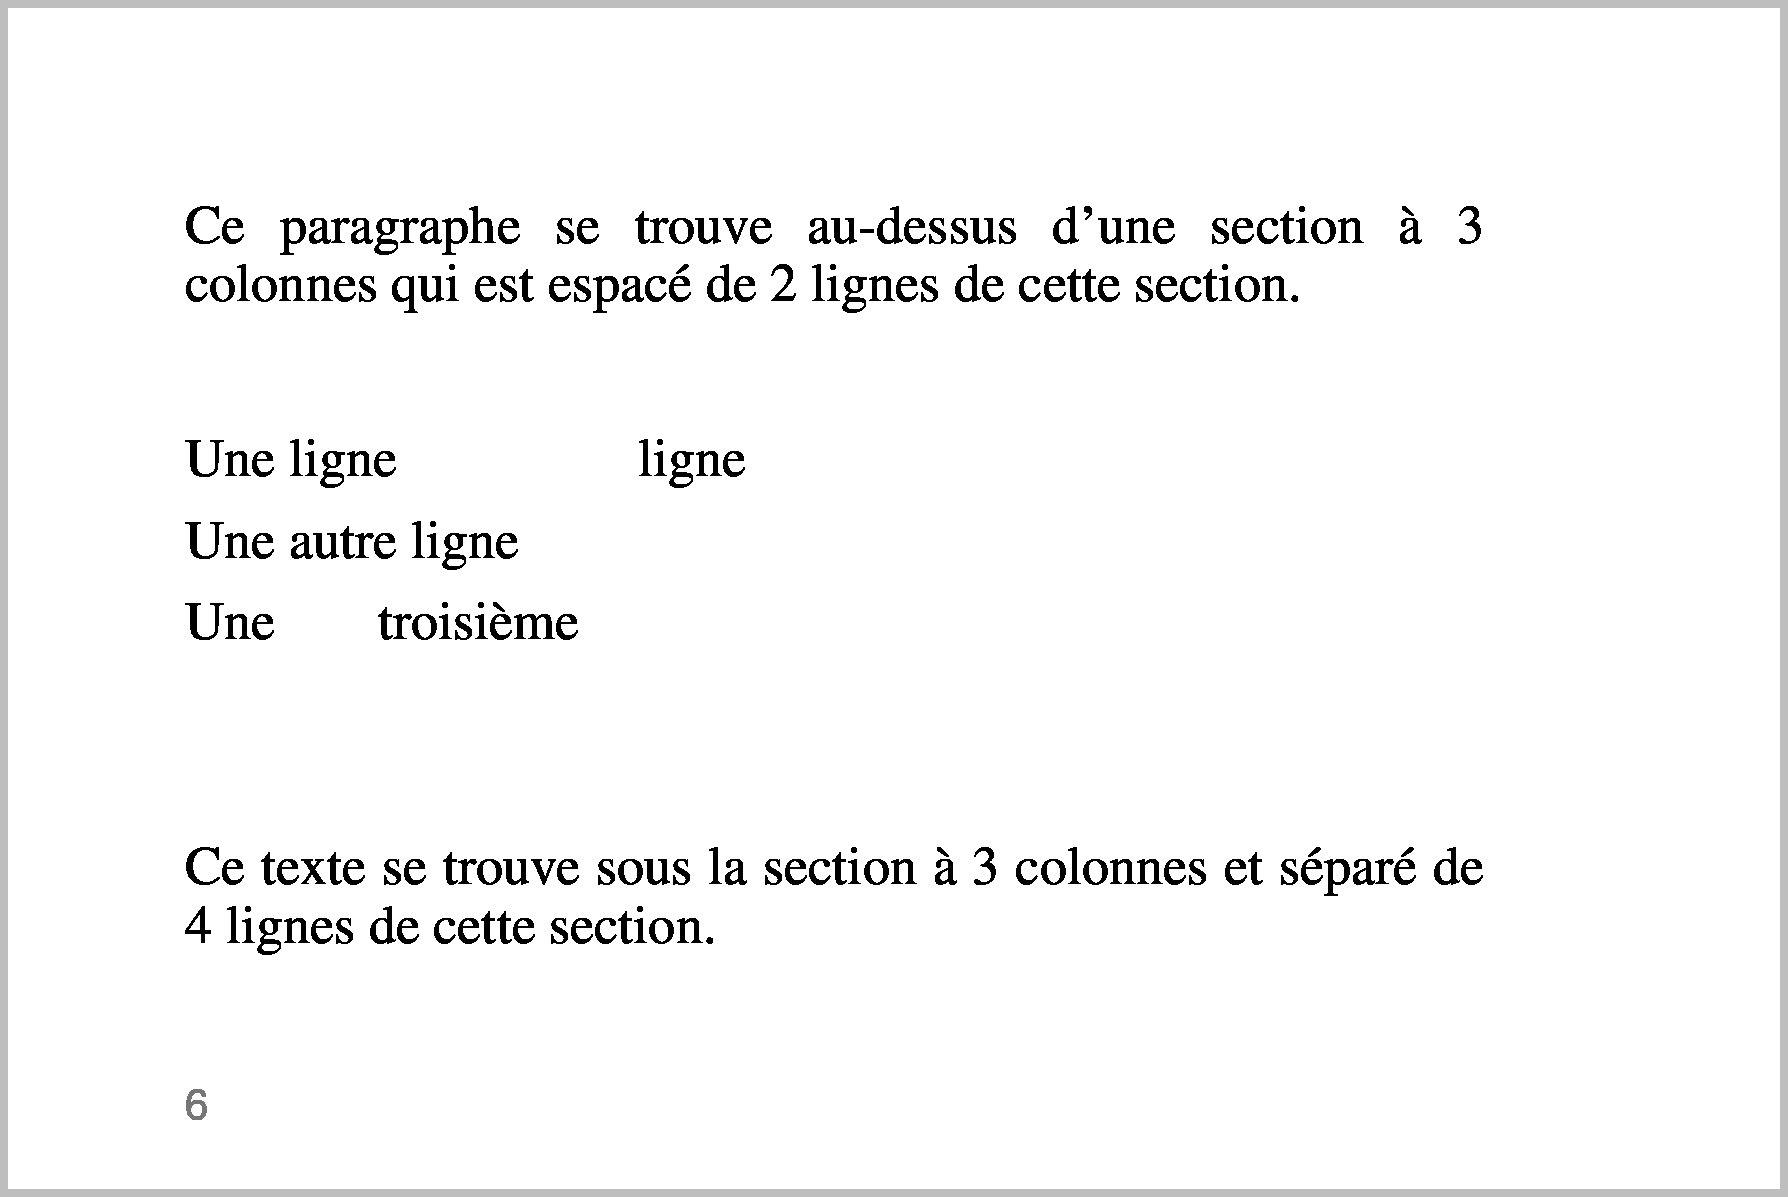 Ce paragraphe se trouve au-dessus d’une section à 3
colonnes qui est espacé de 2 lignes de cette section.
Une ligne ligne
Une autre ligne
Une troisième
Ce texte se trouve sous la section à 3 colonnes et séparé de
4 lignes de cette section.
6